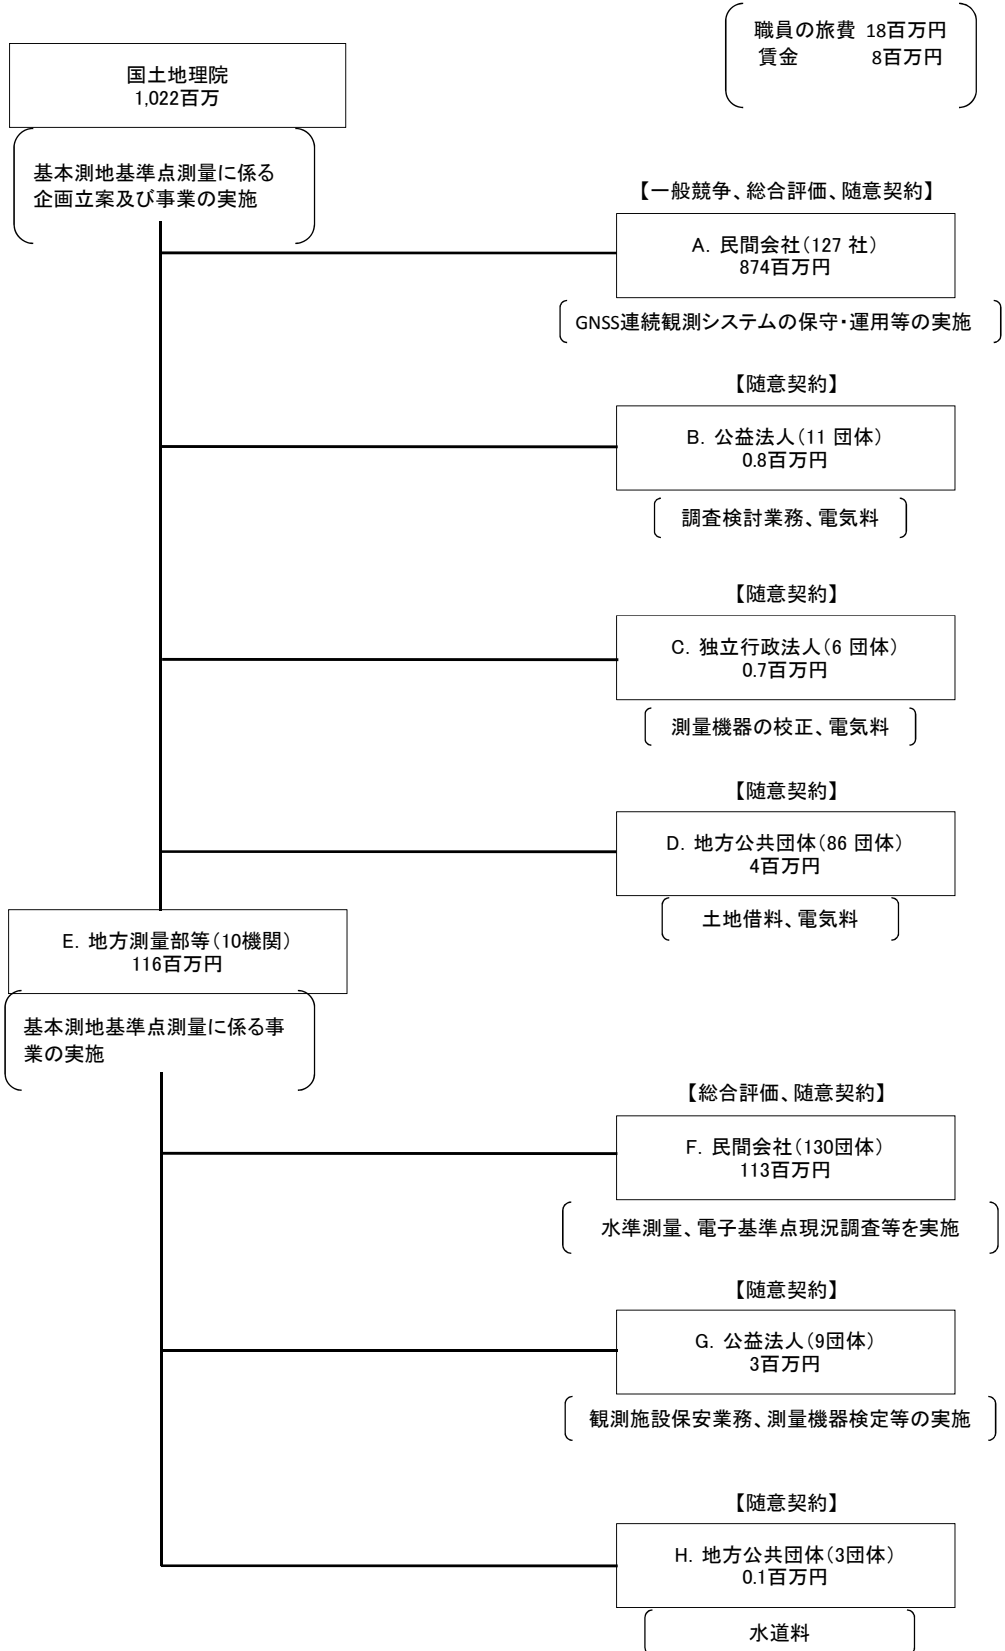 職員の旅費 18百万円
賃金 8百万円
国土地理院
1,022百万
基本測地基準点測量に係る
企画立案及び事業の実施
【一般競争、総合評価、随意契約】
A. 民間会社(127 社)
874百万円
GNSS連続観測システムの保守・運用等の実施
【随意契約】
B. 公益法人(11 団体)
0.8百万円
調査検討業務、電気料
【随意契約】
C. 独立行政法人(6 団体)
0.7百万円
測量機器の校正、電気料
【随意契約】
D. 地方公共団体(86 団体)
4百万円
土地借料、電気料
E. 地方測量部等(10機関)
116百万円
基本測地基準点測量に係る事
業の実施
【総合評価、随意契約】
F. 民間会社(130団体)
113百万円
水準測量、電子基準点現況調査等を実施
【随意契約】
G. 公益法人(9団体)
3百万円
観測施設保安業務、測量機器検定等の実施
【随意契約】
H. 地方公共団体(3団体)
0.1百万円
水道料